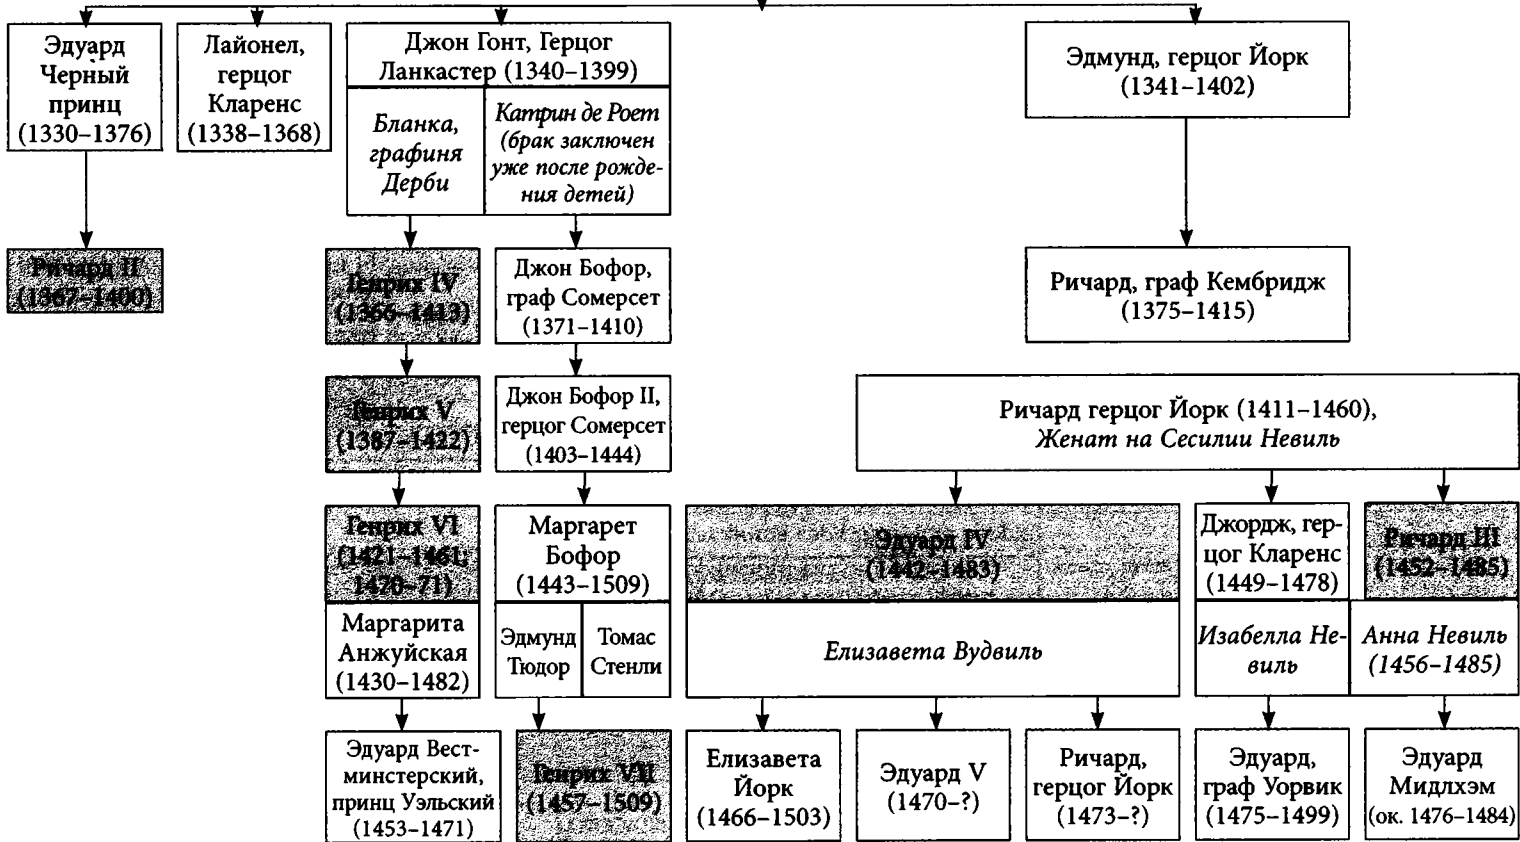 Эдуард
Черный
принц
(1330–1376)
Лайонел,
герцог
Кларенс
(1338–1368)
Джон Гонт, Герцог
Ланкастер (1340–1399)
Бланка,
графиня
Дерби
Катрин де Роет
(брак заключен
уже после рожде-
ния детей)
Эдмунд, герцог Йорк
(1341–1402)
Ричард II
(1367–1400)
Генрих IV
(1366–1413)
Джон Бофор,
граф Сомерсет
(1371–1410)
Ричард, граф Кембридж
(1375–1415)
Генрих V
(1387–1422)
Джон Бофор II,
герцог Сомерсет
(1403–1444)
Ричард герцог Йорк (1411–1460),
Женат на Сесилии Невиль
Генрих VI
(1421–1461;
1470–71)
Маргарет
Бофор
(1443–1509)
Эдуард IV
(1442–1483)
Джордж, гер-
цог Кларенс
(1449–1478)
Ричард III
(1452–1485)
Маргарита
Анжуйская
(1430–1482)
Эдмунд
Тюдор
Томас
Стенли
Елизавета Вудвиль
Изабелла Не-
виль
Анна Невиль
(1456–1485)
Эдуард Вест-
минстерский,
принц Уэльский
(1453–1471)
Генрих VII
(1457–1509)
Елизавета
Йорк
(1466–1503)
Эдуард V
(1470–?)
Ричард,
герцог Йорк
(1473–?)
Эдуард,
граф Уорвик
(1475–1499)
Эдуард
Мидлхэм
(ок. 1476–1484)